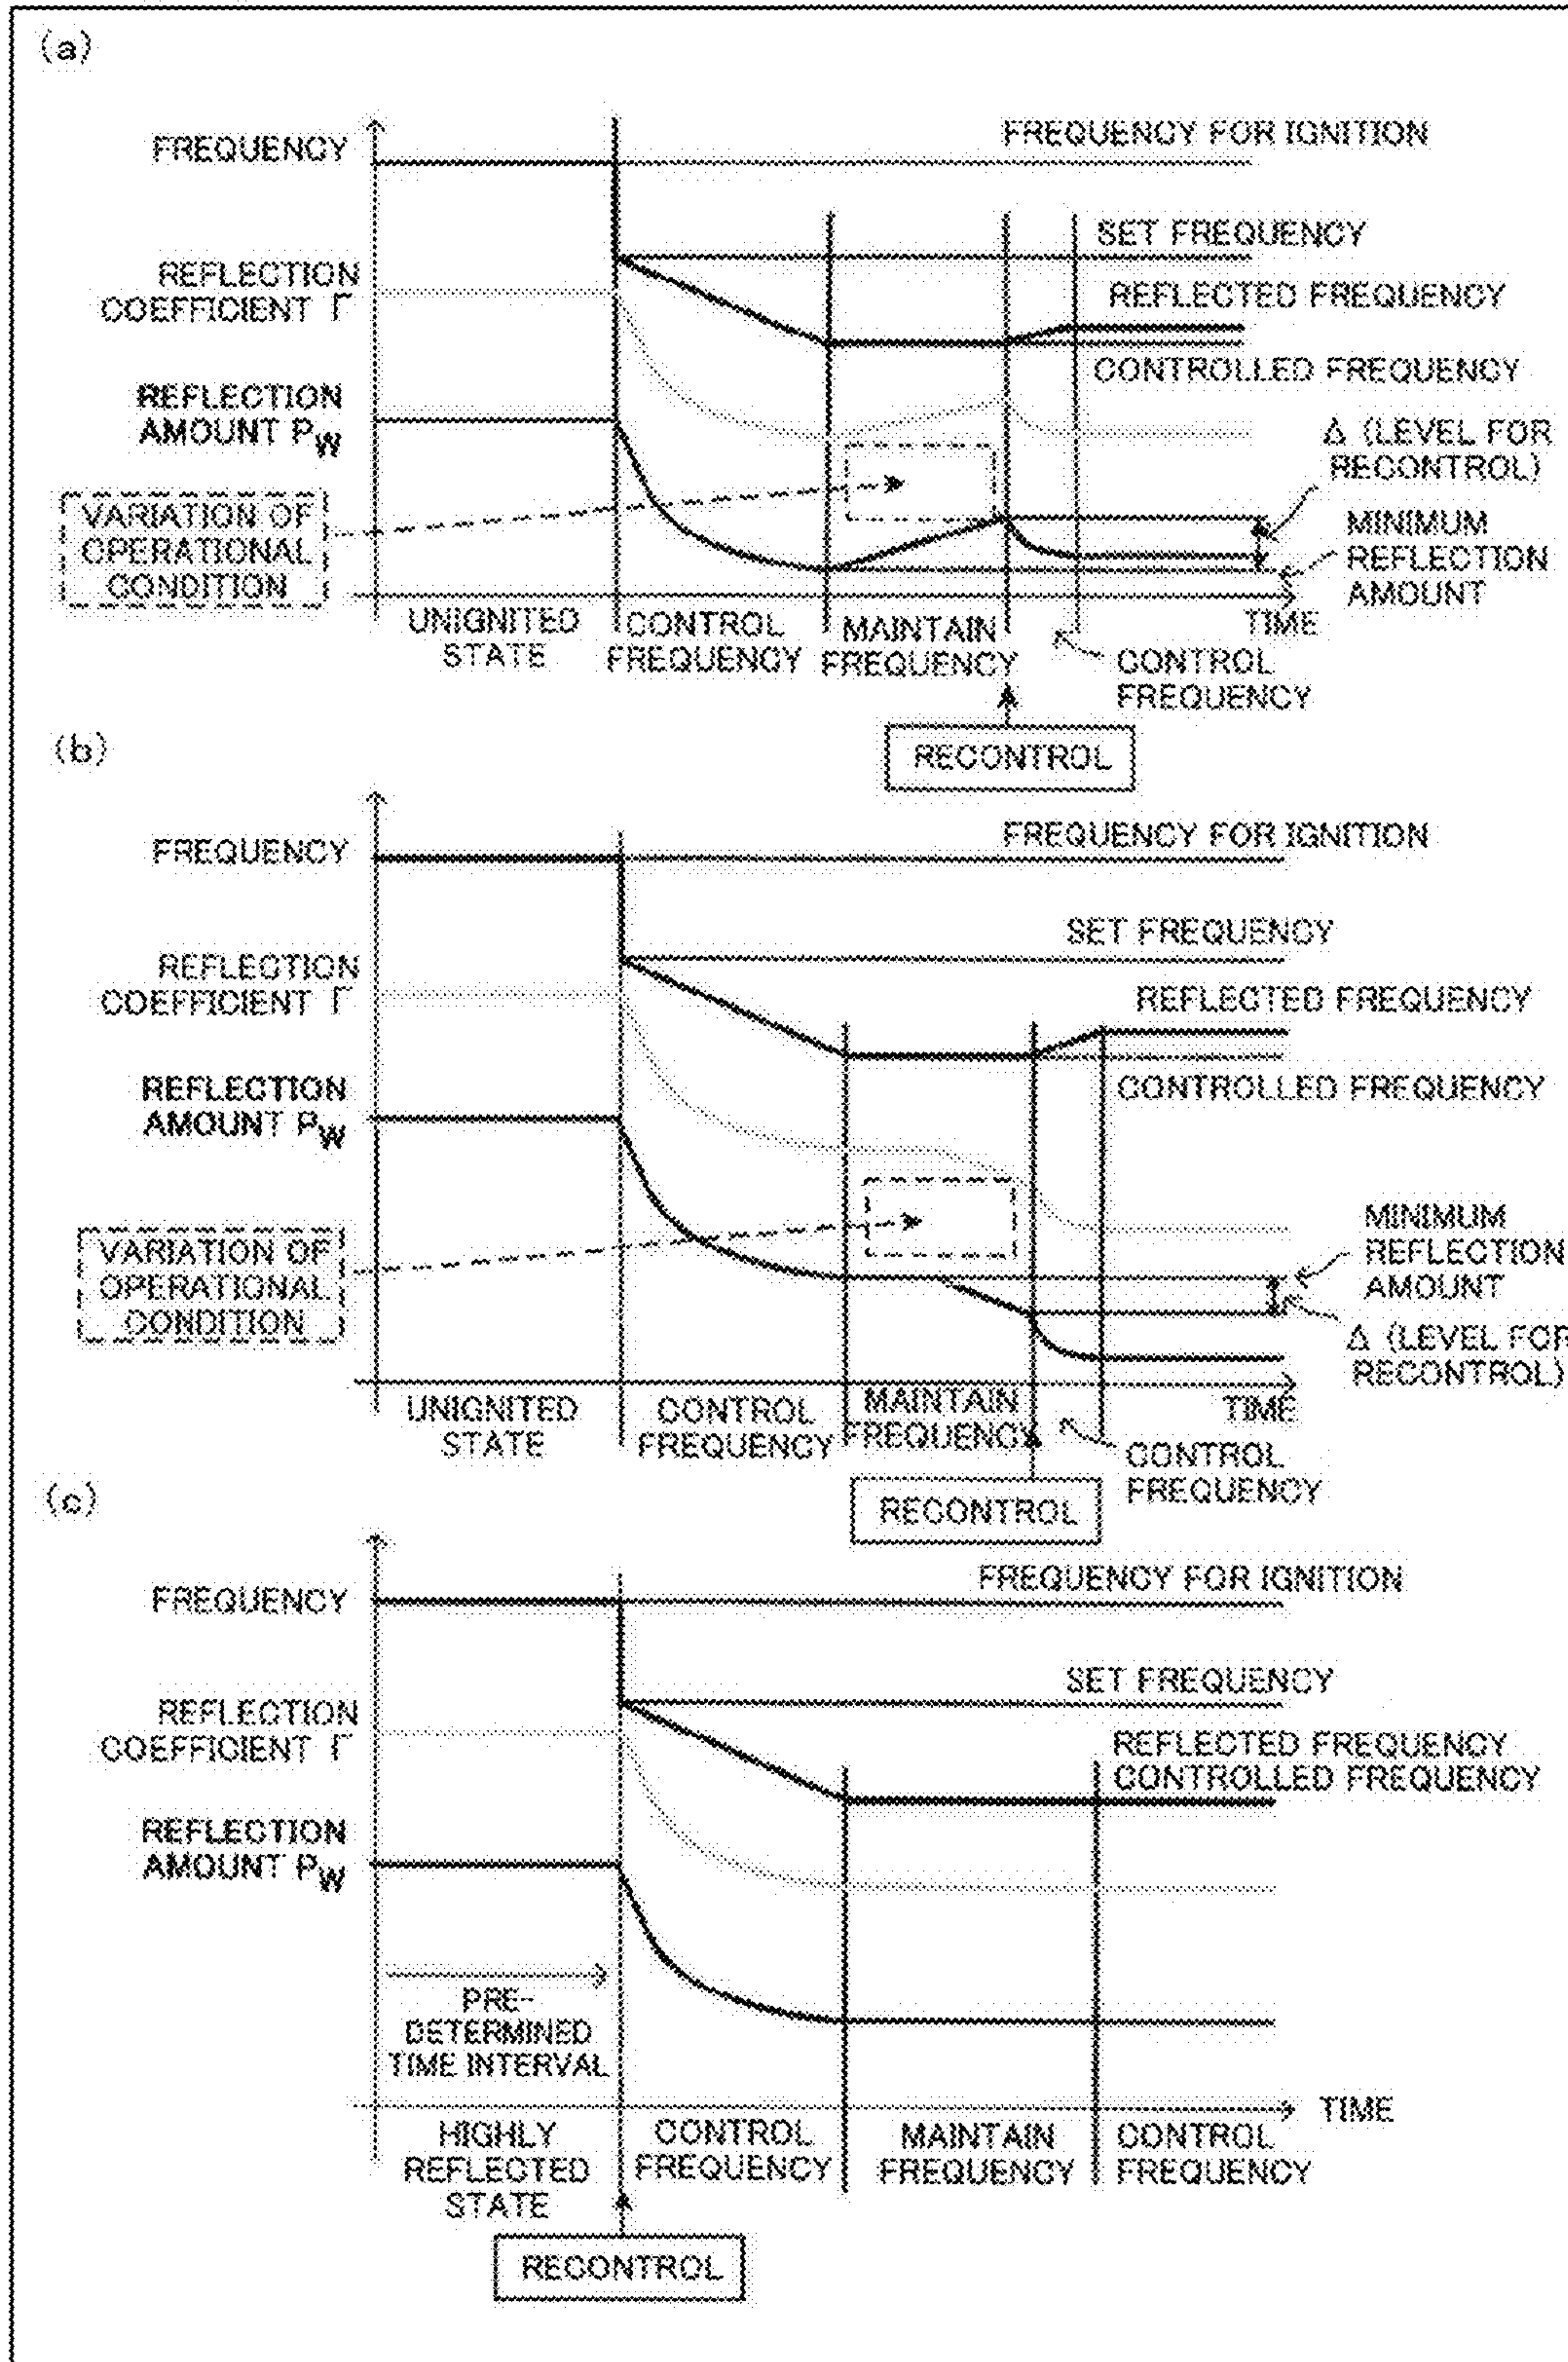 (a)
FREQUENCY
FREQUENCY FOR IGNITION
SET FREQUENCY
REFLECTION
COEFFICIENT Γ
REFLECTED FREQUENCY
CONTROLLED FREQUENCY
REFLECTION
AMOUNT PW
Δ (LEVEL FOR
RECONTROL)
VARIATION OF
OPERATIONAL
CONDITION
MINIMUM
REFLECTION
AMOUNT
UNIGNITED
STATE
CONTROL
FREQUENCY
MAINTAIN
FREQUENCY
TIME
CONTROL
FREQUENCY
RECONTROL
(b)
FREQUENCY
FREQUENCY FOR IGNITION
SET FREQUENCY
REFLECTION
COEFFICIENT Γ
REFLECTED FREQUENCY
CONTROLLED FREQUENCY
REFLECTION
AMOUNT PW
VARIATION OF
OPERATIONAL
CONDITION
MINIMUM
REFLECTION
AMOUNT
Δ (LEVEL FOR
RECONTROL)
UNIGNITED
STATE
CONTROL
FREQUENCY
MAINTAIN
FREQUENCY
TIME
CONTROL
FREQUENCY
RECONTROL
(c)
FREQUENCY
FREQUENCY FOR IGNITION
SET FREQUENCY
REFLECTION
COEFFICIENT Γ
REFLECTED FREQUENCY
CONTROLLED FREQUENCY
REFLECTION
AMOUNT PW
PRE-
DETERMINED
TIME INTERVAL
TIME
HIGHLY
REFLECTED
STATE
CONTROL
FREQUENCY
MAINTAIN
FREQUENCY
CONTROL
FREQUENCY
RECONTROL